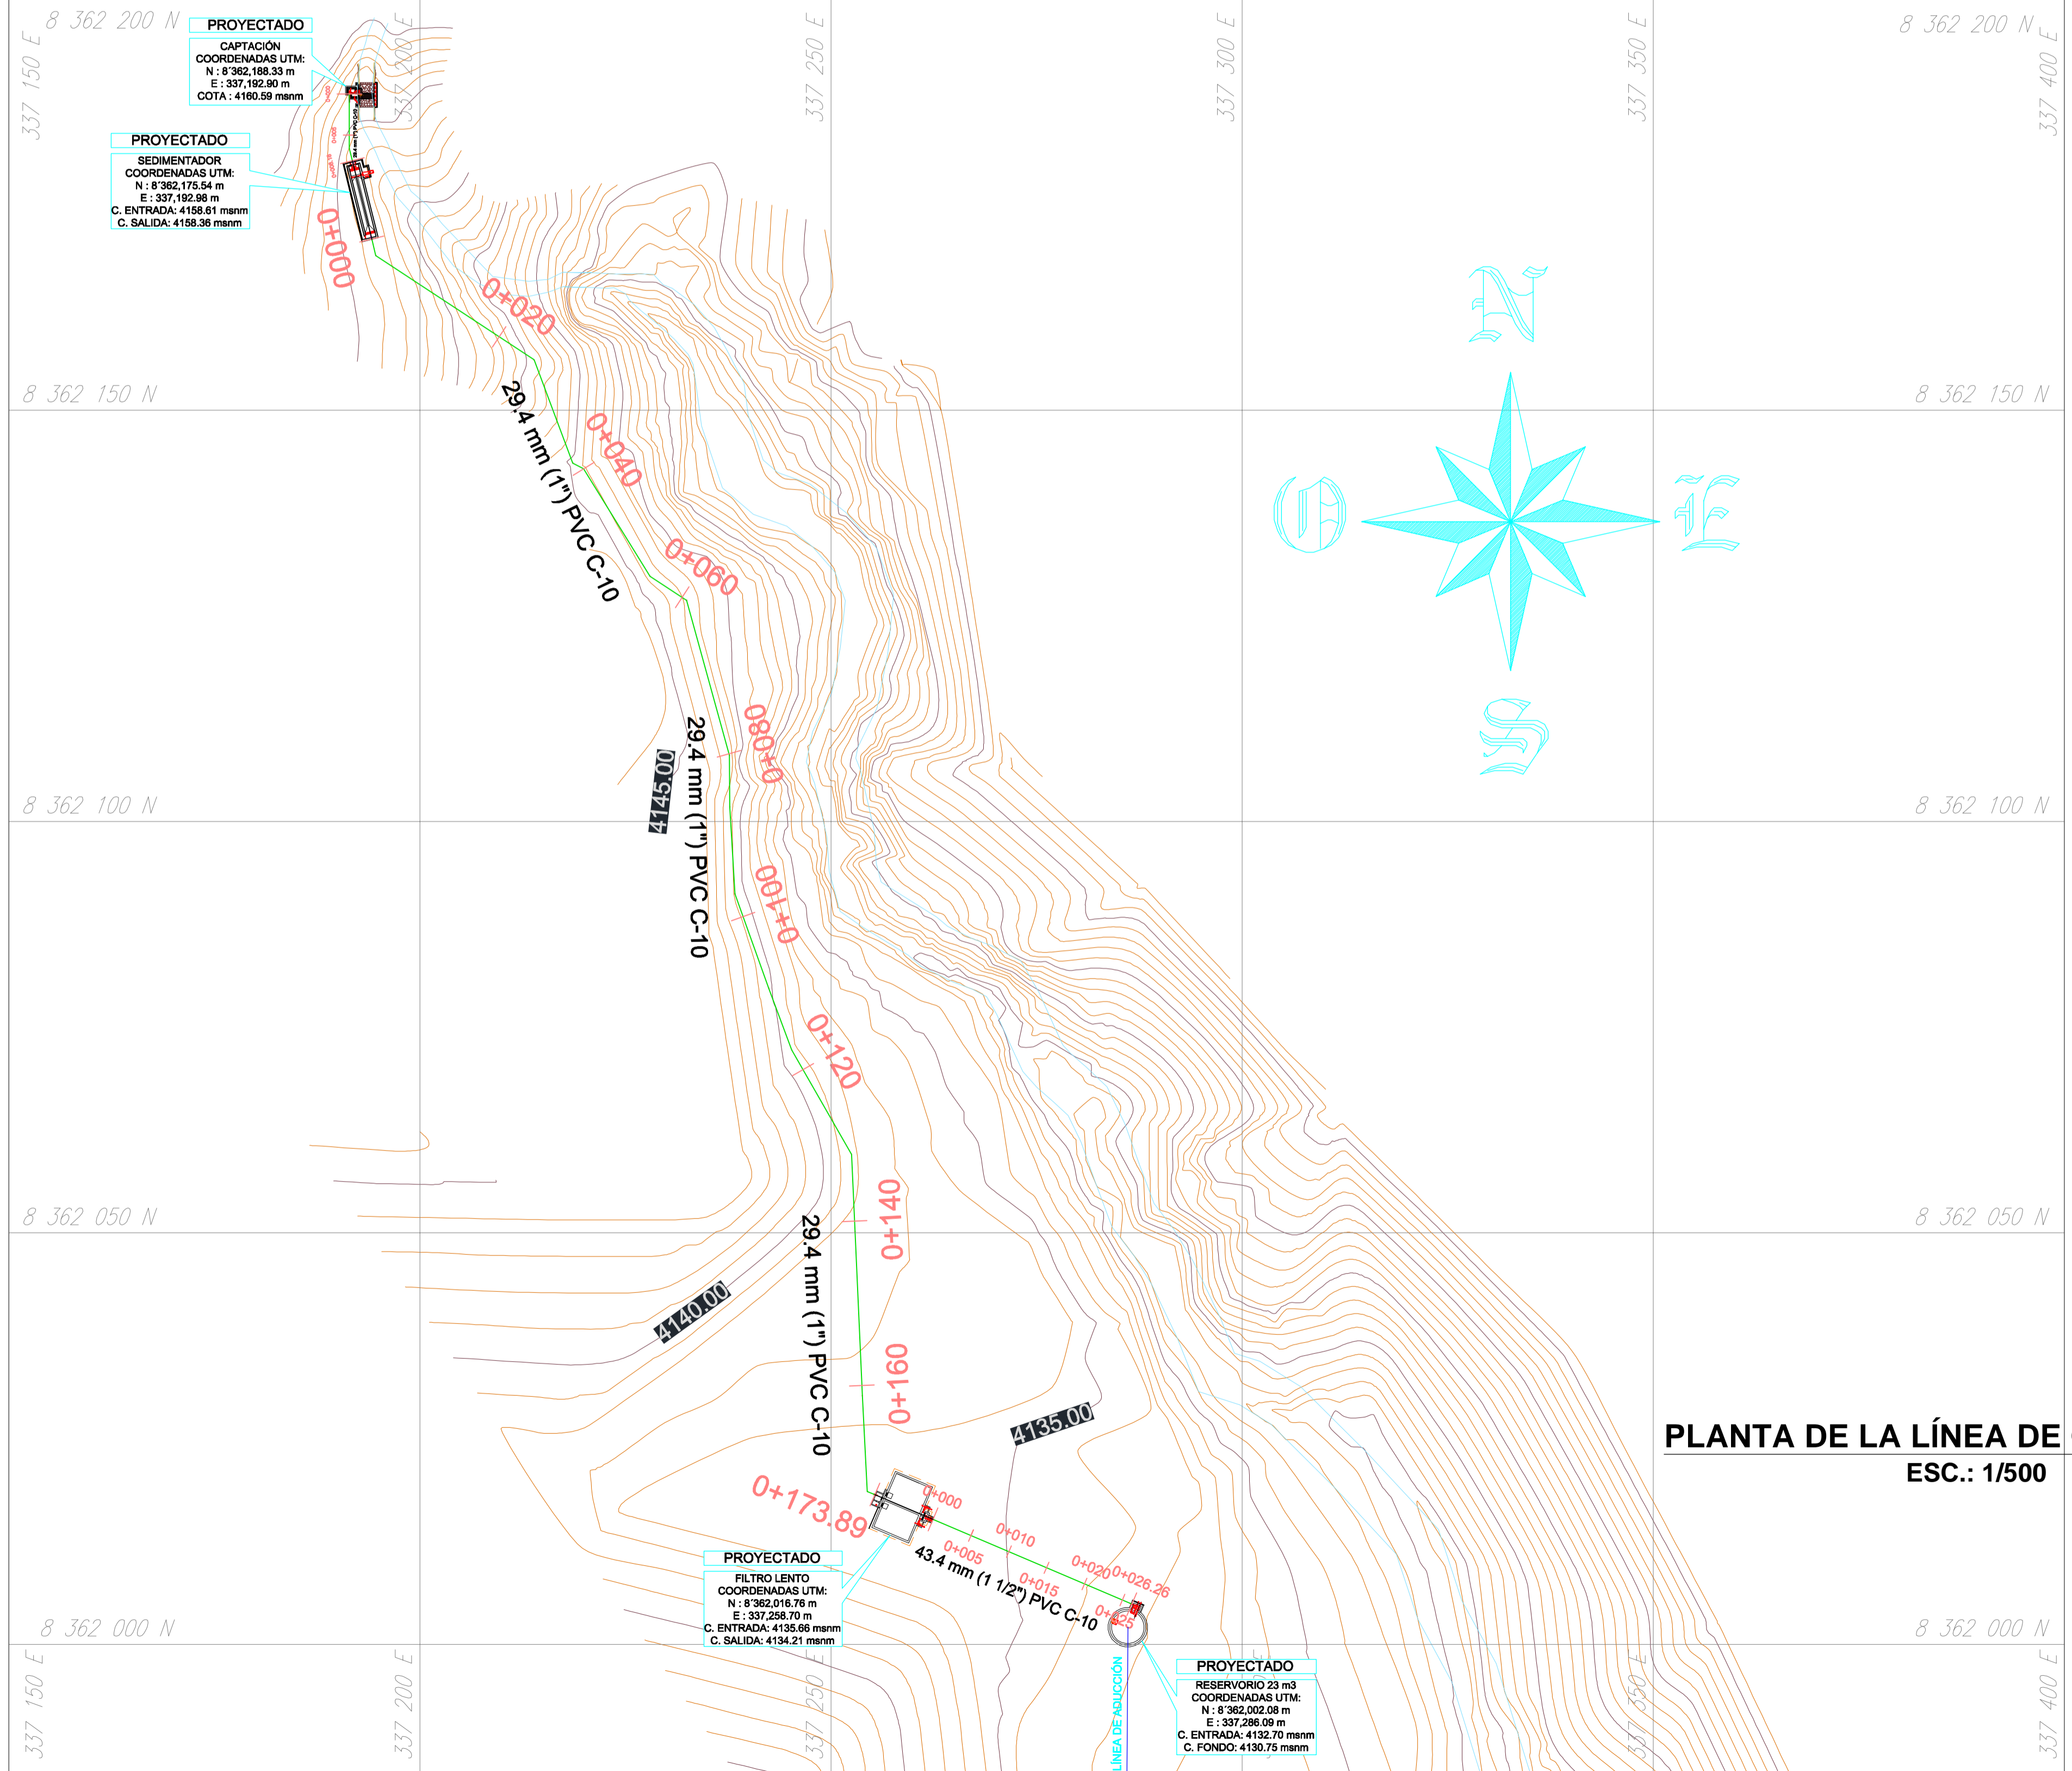 8 362 200 N
337 150 E
337 200 E
337 250 E
337 300 E
337 350 E
8 362 200 N
337 400 E
PROYECTADO
CAPTACIÓN
COORDENADAS UTM:
N : 8´362,188.33 m
E : 337,192.90 m
COTA : 4160.59 msnm
0+000
0+005
PROYECTADO
SEDIMENTADOR
COORDENADAS UTM:
N : 8´362,175.54 m
E : 337,192.98 m
C. ENTRADA: 4158.61 msnm
C. SALIDA: 4158.36 msnm
0+000
0+020
N
8 362 150 N
8 362 150 N
29.4 mm (1") PVC C-10
0+040
O
E
0+060
S
0+080
4145.00
29.4 mm (1") PVC C-10
8 362 100 N
8 362 100 N
0+100
0+120
0+140
8 362 050 N
8 362 050 N
29.4 mm (1") PVC C-10
4140.00
0+160
4135.00
PLANTA DE LA LÍNEA DE
ESC.: 1/500
0+173.89
0+000
0+005
0+010
0+015
0+020
0+026.26
0+025
43.4 mm (1 1/2") PVC C-10
PROYECTADO
FILTRO LENTO
COORDENADAS UTM:
N : 8´362,016.76 m
E : 337,258.70 m
C. ENTRADA: 4135.66 msnm
C. SALIDA: 4134.21 msnm
8 362 000 N
8 362 000 N
LÍNEA DE ADUCCIÓN
PROYECTADO
RESERVORIO 23 m3
COORDENADAS UTM:
N : 8´362,002.08 m
E : 337,286.09 m
C. ENTRADA: 4132.70 msnm
C. FONDO: 4130.75 msnm
337 150 E
337 200 E
337 250 E
337 350 E
337 400 E